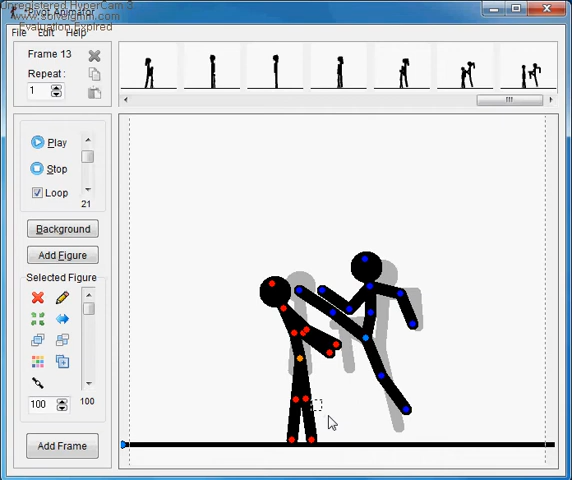 Unregistered HyperCam 3
Pivot Animator
www.solveigmm.com
Evaluation Expired
File Edit Help
Frame 13
Repeat :
1
Play
Stop
Loop
21
Background
Add Figure
Selected Figure
100
100
Add Frame